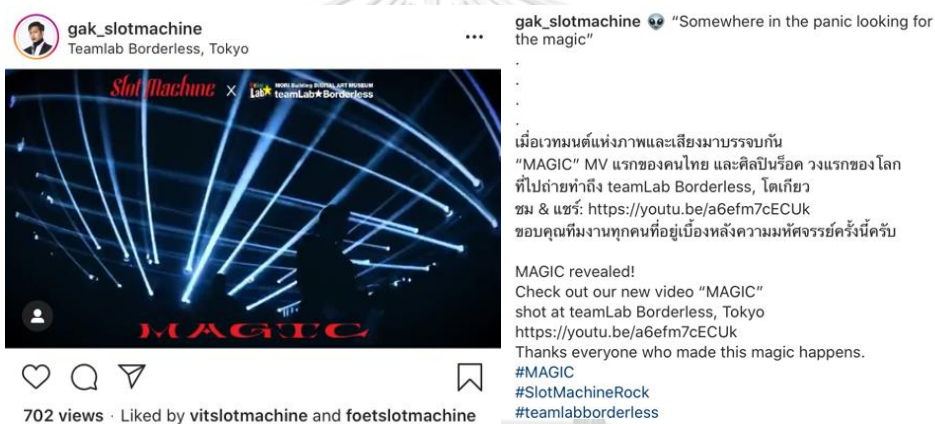 gak_slotmachine
Teamlab Borderless, Tokyo
Slot Machine X teamLab★Borderless
MORI Building DIGITAL ART MUSEUM
MAGIC
702 views · Liked by vitslotmachine and foetslotmachine
gak_slotmachine 👽 “Somewhere in the panic looking for
the magic”
.
.
.
.
เมื่อเวทมนต์แห่งภาพและเสียงมาบรรจบกัน
“MAGIC” MV แรกของคนไทย และศิลปินร็อค วงแรกของโลก
ที่ไปถ่ายทำถึง teamLab Borderless, โตเกียว
ชม & แชร์: https://youtu.be/a6efm7cECUk
ขอบคุณทีมงานทุกคนที่อยู่เบื้องหลังความมหัศจรรย์ครั้งนี้ครับ
MAGIC revealed!
Check out our new video “MAGIC”
shot at teamLab Borderless, Tokyo
https://youtu.be/a6efm7cECUk
Thanks everyone who made this magic happens.
#MAGIC
#SlotMachineRock
#teamlabborderless